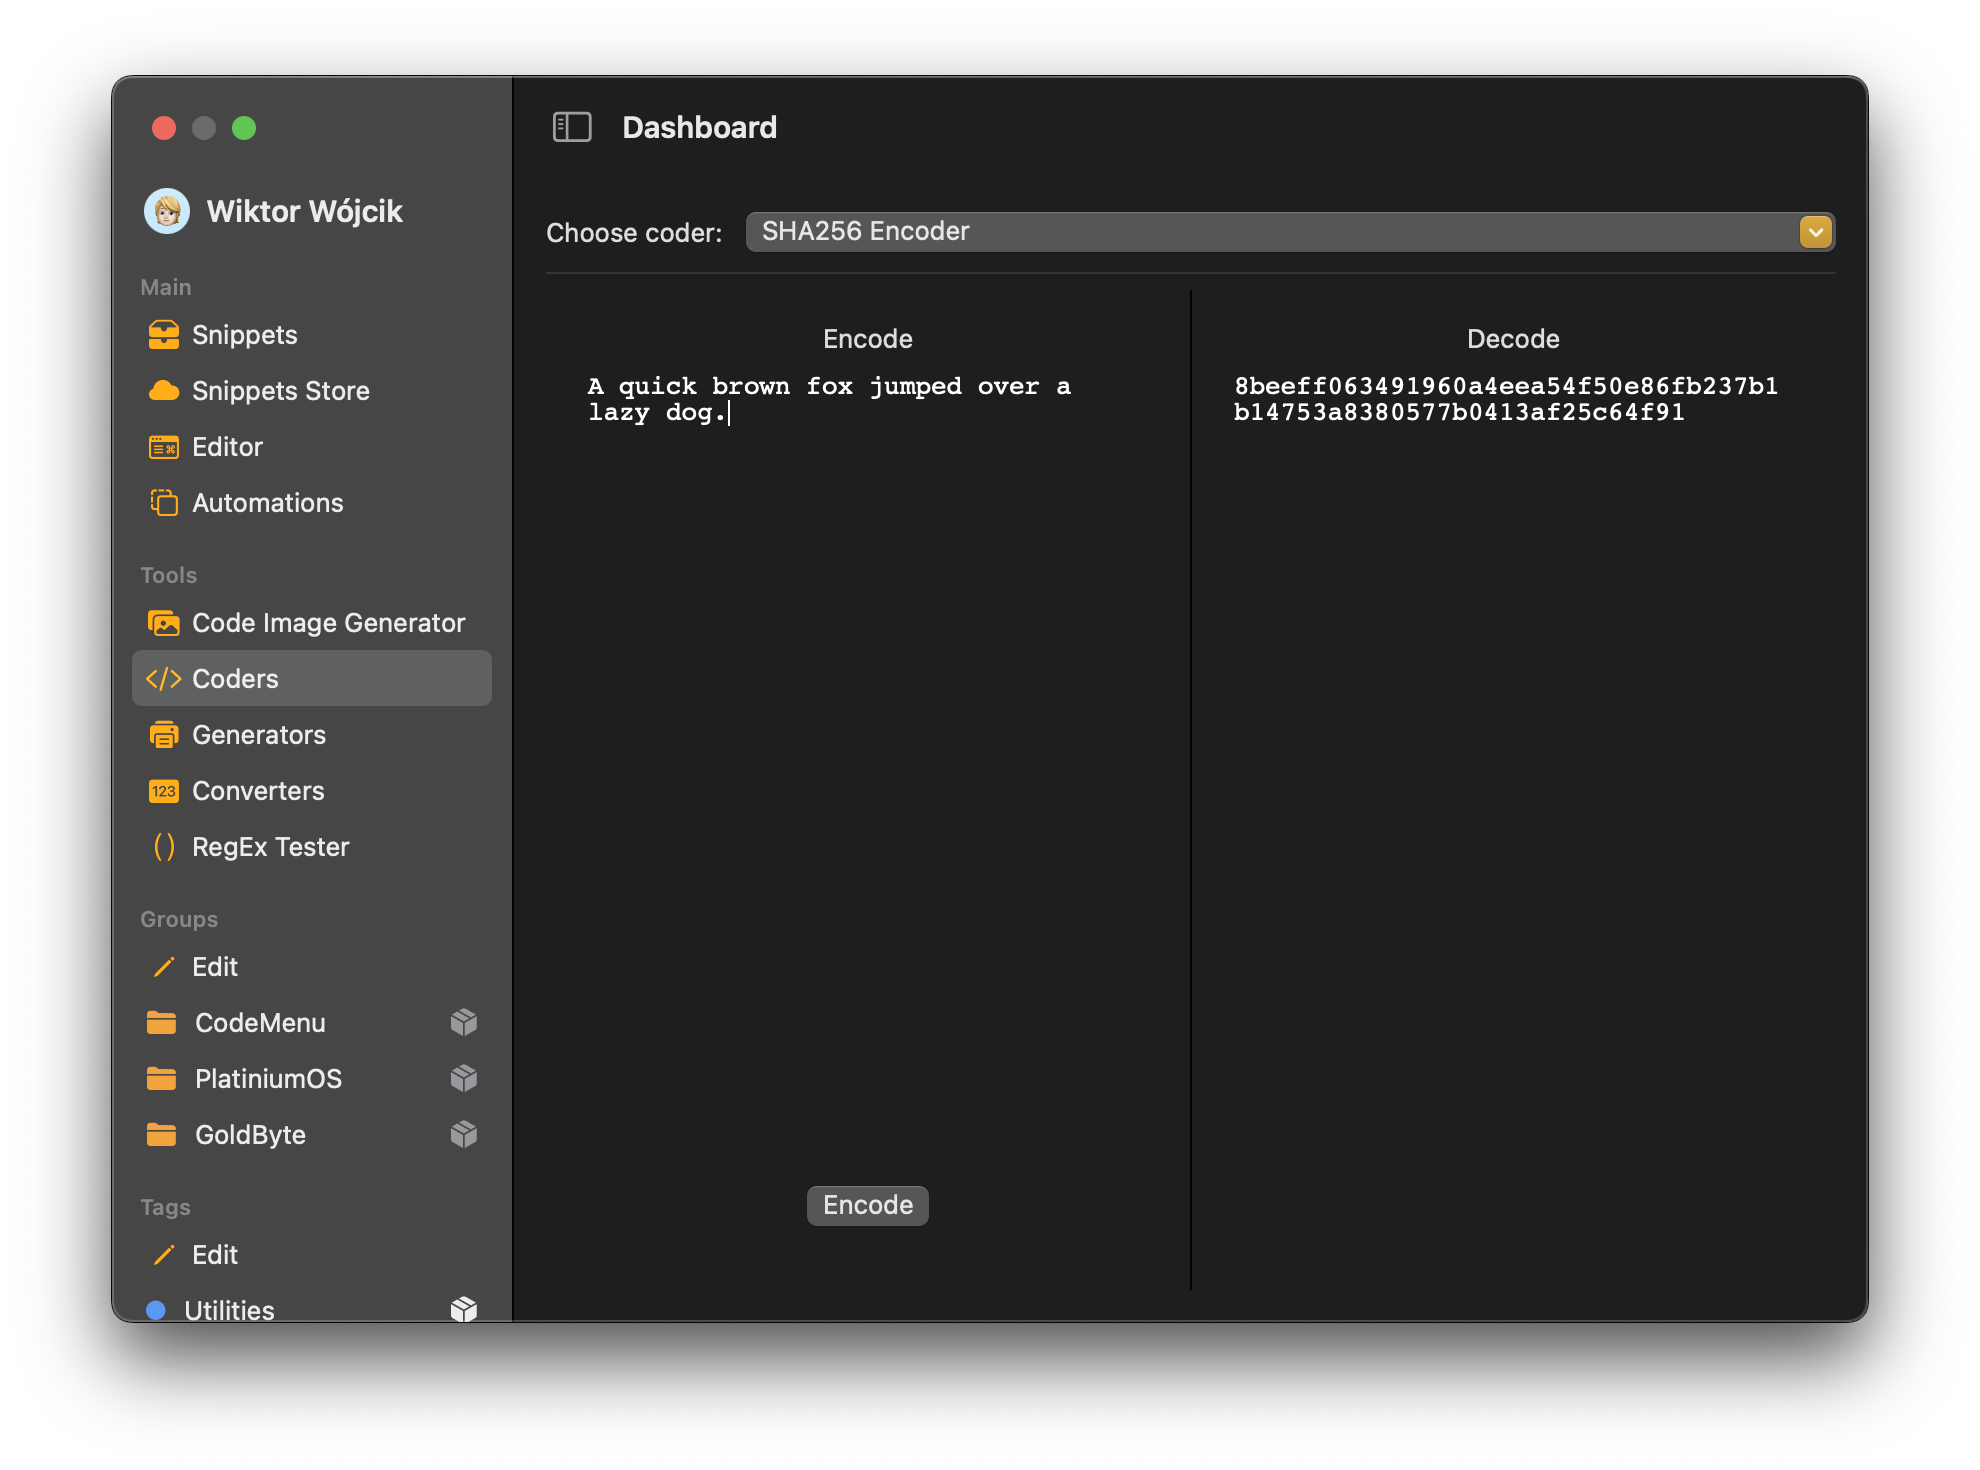 Dashboard
Wiktor Wójcik
Main
Snippets
Snippets Store
Editor
Automations
Tools
Code Image Generator
Coders
Generators
123
Converters
RegEx Tester
Groups
Edit
CodeMenu
PlatiniumOS
GoldByte
Tags
Edit
Utilities
Choose coder: SHA256 Encoder
Encode
A quick brown fox jumped over a
lazy dog.
Encode
Decode
8beeff063491960a4eea54f50e86fb237b1
b14753a8380577b0413af25c64f91